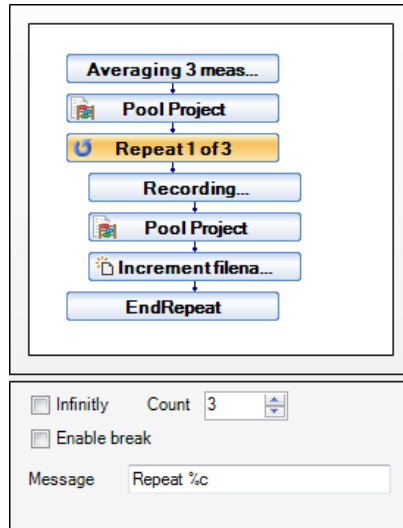 Averaging 3 meas...
Pool Project
Repeat 1 of 3
Recording...
Pool Project
Increment filena...
EndRepeat
Infinitly Count 3
Enable break
Message Repeat %c